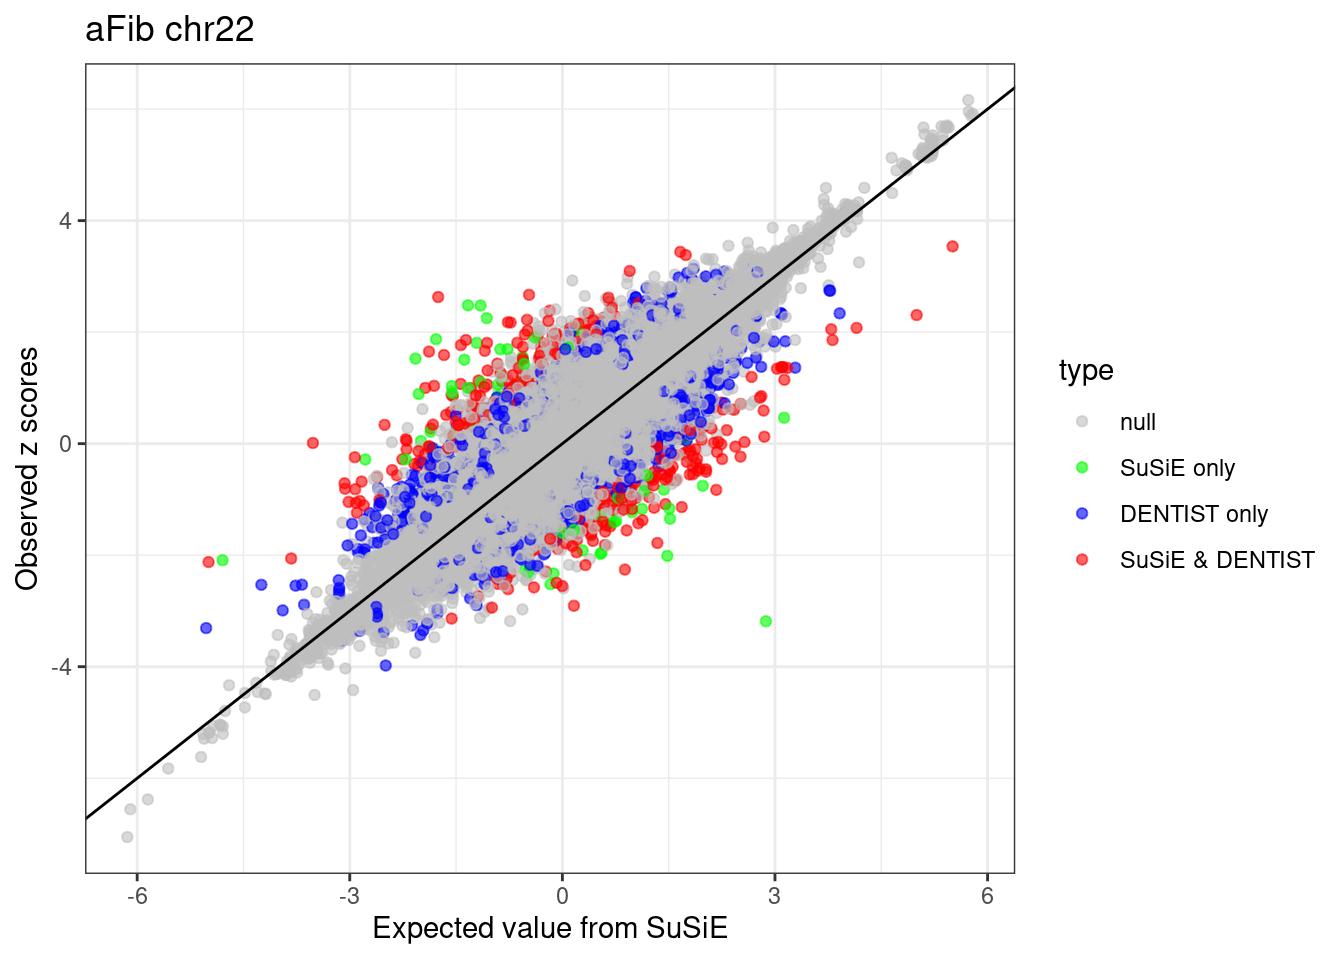 aFib chr22
4
0
-4
Observed z scores
-6
-3
0
3
6
Expected value from SuSiE
type
null
SuSiE only
DENTIST only
SuSiE & DENTIST